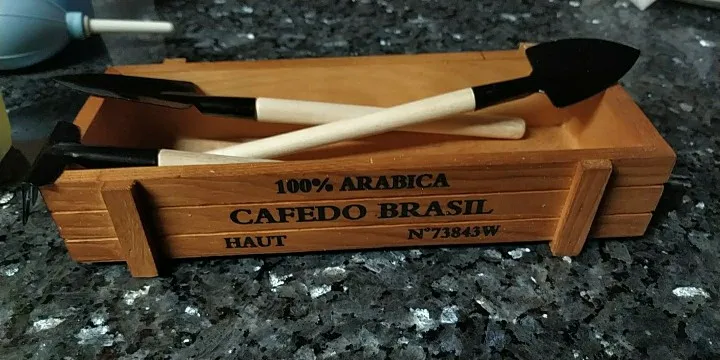 100% ARABICA
CAFEDO BRASIL
HAUT N°73843W